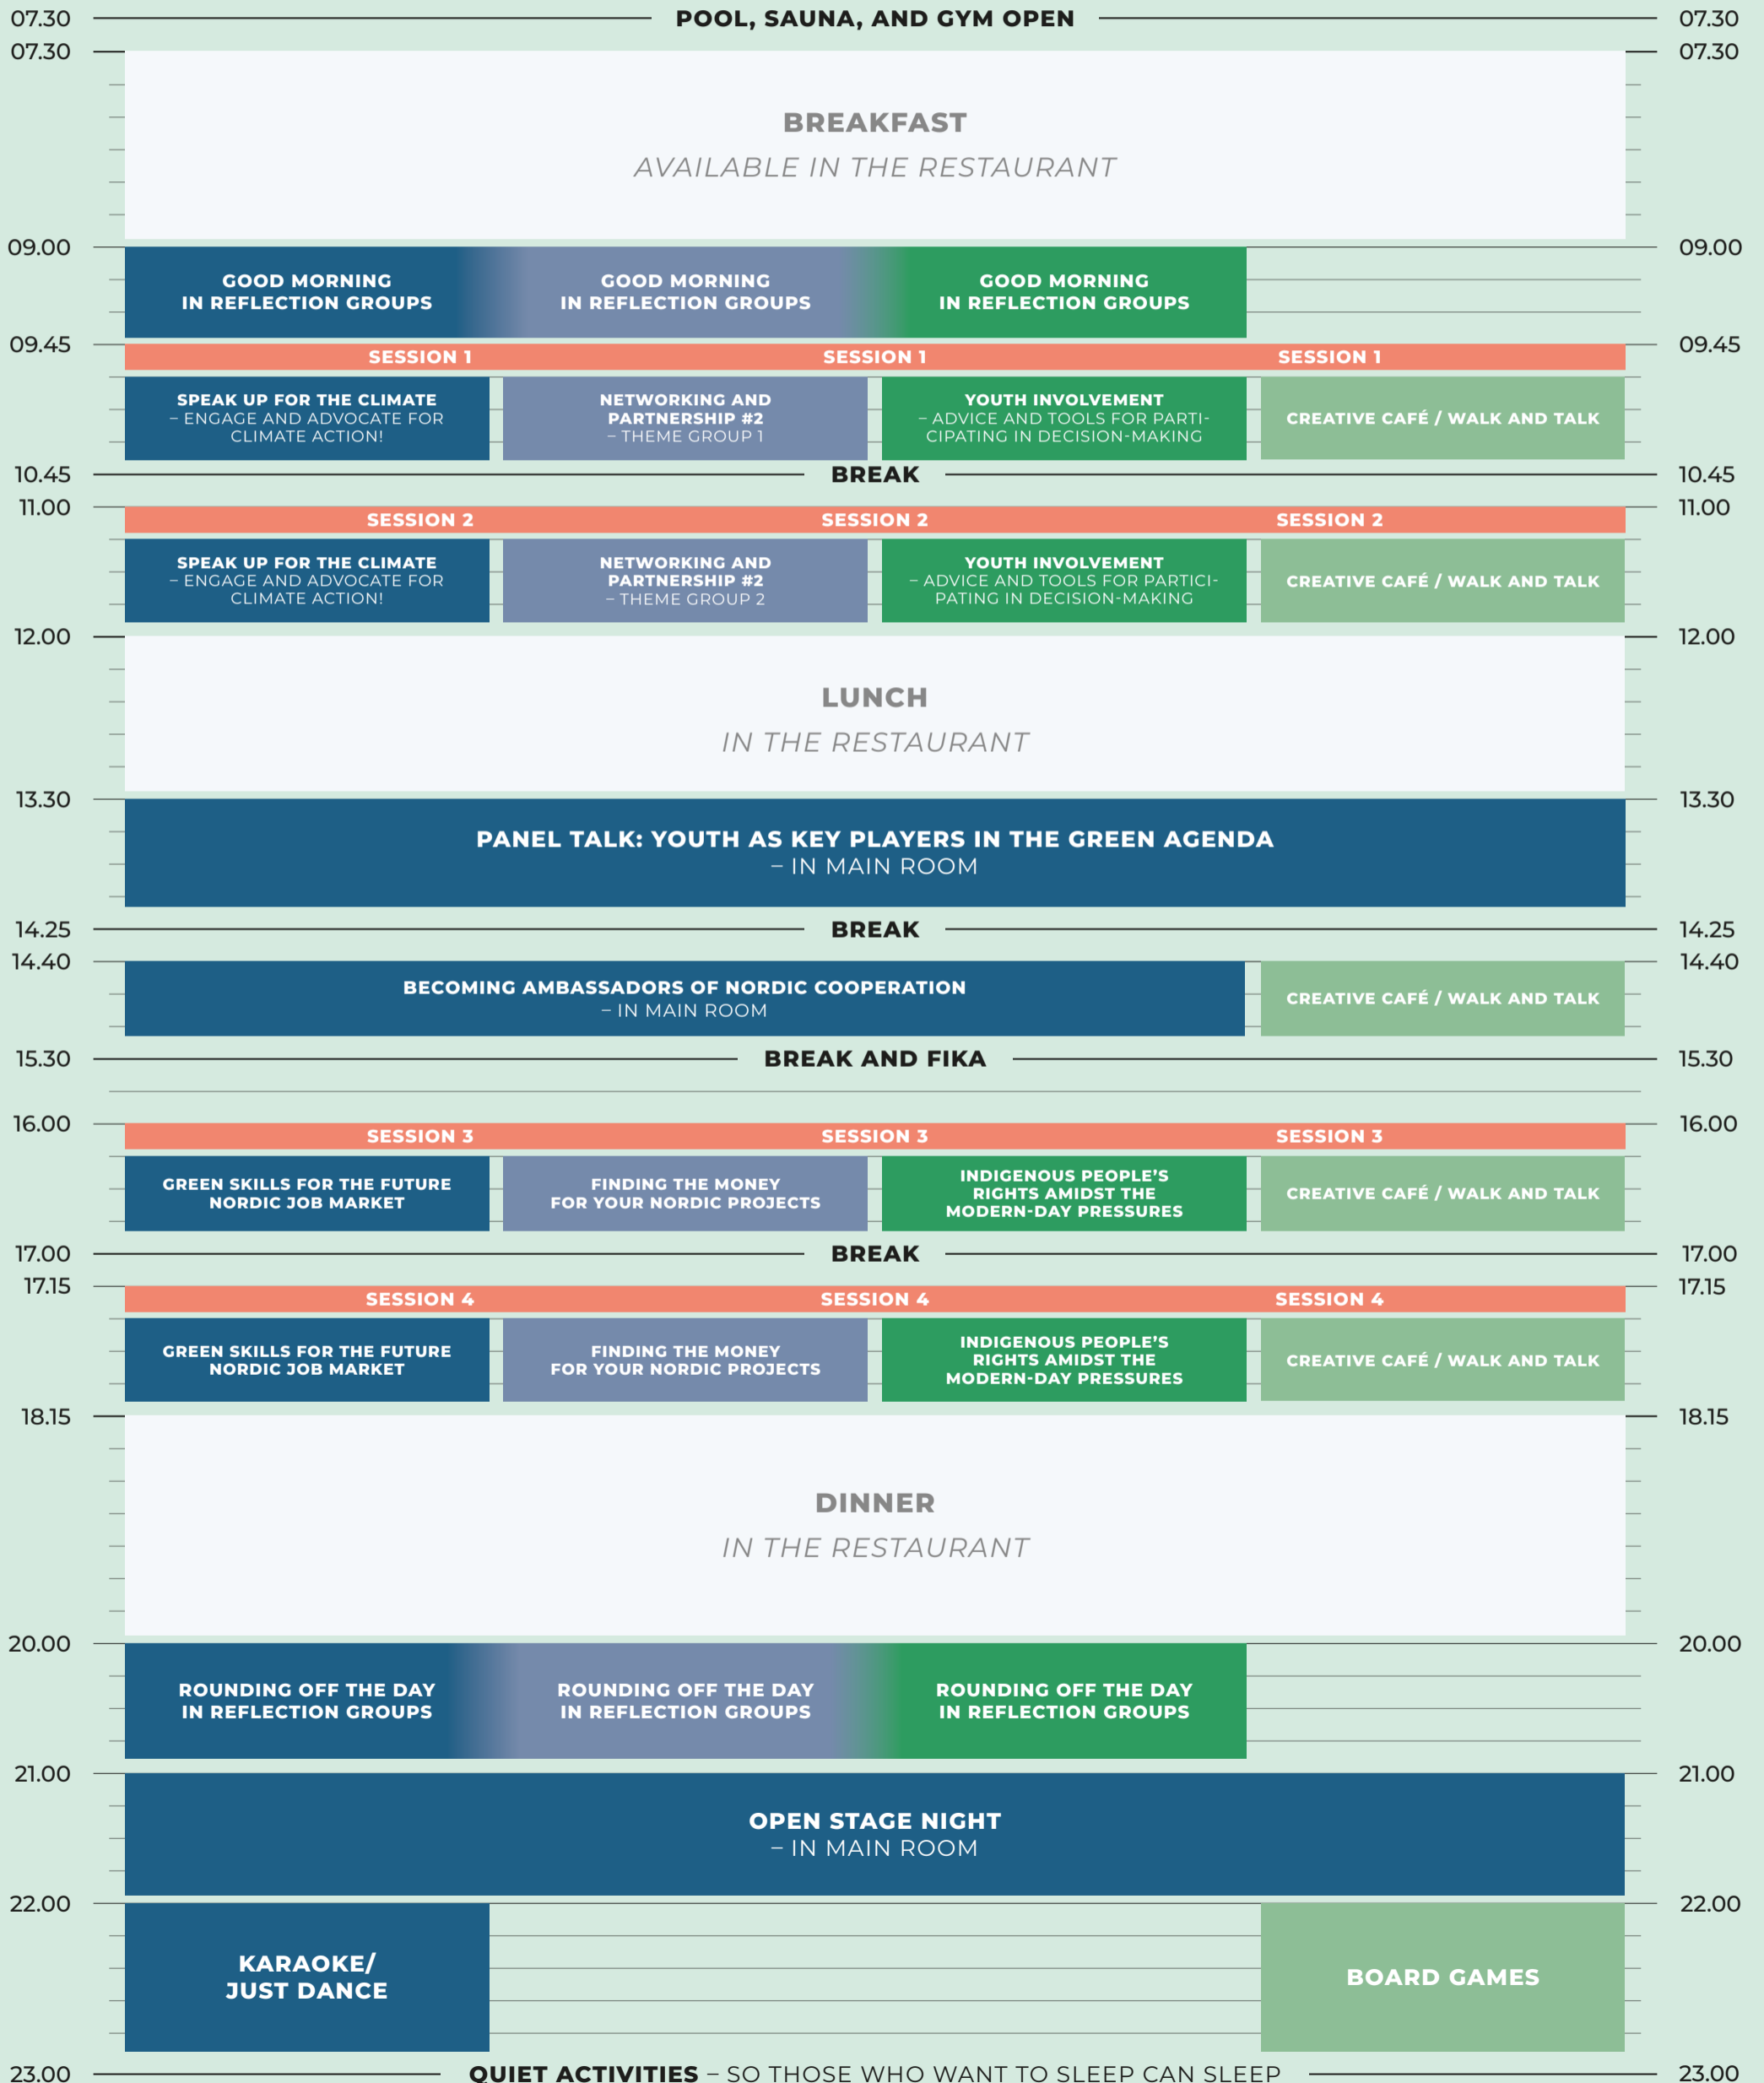 07.30 POOL, SAUNA, AND GYM OPEN 07.30
07.30 07.30
BREAKFAST
AVAILABLE IN THE RESTAURANT
09.00 09.00
GOOD MORNING
IN REFLECTION GROUPS
GOOD MORNING
IN REFLECTION GROUPS
GOOD MORNING
IN REFLECTION GROUPS
09.45 09.45
SESSION 1 SESSION 1 SESSION 1
SPEAK UP FOR THE CLIMATE
– ENGAGE AND ADVOCATE FOR
CLIMATE ACTION!
NETWORKING AND
PARTNERSHIP #2
– THEME GROUP 1
YOUTH INVOLVEMENT
– ADVICE AND TOOLS FOR PARTI-
CIPATING IN DECISION-MAKING
CREATIVE CAFÉ / WALK AND TALK
10.45 BREAK 10.45
11.00 11.00
SESSION 2 SESSION 2 SESSION 2
SPEAK UP FOR THE CLIMATE
– ENGAGE AND ADVOCATE FOR
CLIMATE ACTION!
NETWORKING AND
PARTNERSHIP #2
– THEME GROUP 2
YOUTH INVOLVEMENT
– ADVICE AND TOOLS FOR PARTICI-
PATING IN DECISION-MAKING
CREATIVE CAFÉ / WALK AND TALK
12.00 12.00
LUNCH
IN THE RESTAURANT
13.30 13.30
PANEL TALK: YOUTH AS KEY PLAYERS IN THE GREEN AGENDA
– IN MAIN ROOM
14.25 BREAK 14.25
14.40 14.40
BECOMING AMBASSADORS OF NORDIC COOPERATION
– IN MAIN ROOM
CREATIVE CAFÉ / WALK AND TALK
15.30 BREAK AND FIKA 15.30
16.00 16.00
SESSION 3 SESSION 3 SESSION 3
GREEN SKILLS FOR THE FUTURE
NORDIC JOB MARKET
FINDING THE MONEY
FOR YOUR NORDIC PROJECTS
INDIGENOUS PEOPLE’S
RIGHTS AMIDST THE
MODERN-DAY PRESSURES
CREATIVE CAFÉ / WALK AND TALK
17.00 BREAK 17.00
17.15 17.15
SESSION 4 SESSION 4 SESSION 4
GREEN SKILLS FOR THE FUTURE
NORDIC JOB MARKET
FINDING THE MONEY
FOR YOUR NORDIC PROJECTS
INDIGENOUS PEOPLE’S
RIGHTS AMIDST THE
MODERN-DAY PRESSURES
CREATIVE CAFÉ / WALK AND TALK
18.15 18.15
DINNER
IN THE RESTAURANT
20.00 20.00
ROUNDING OFF THE DAY
IN REFLECTION GROUPS
ROUNDING OFF THE DAY
IN REFLECTION GROUPS
ROUNDING OFF THE DAY
IN REFLECTION GROUPS
21.00 21.00
OPEN STAGE NIGHT
– IN MAIN ROOM
22.00 22.00
KARAOKE/
JUST DANCE
BOARD GAMES
23.00 QUIET ACTIVITIES – SO THOSE WHO WANT TO SLEEP CAN SLEEP 23.00